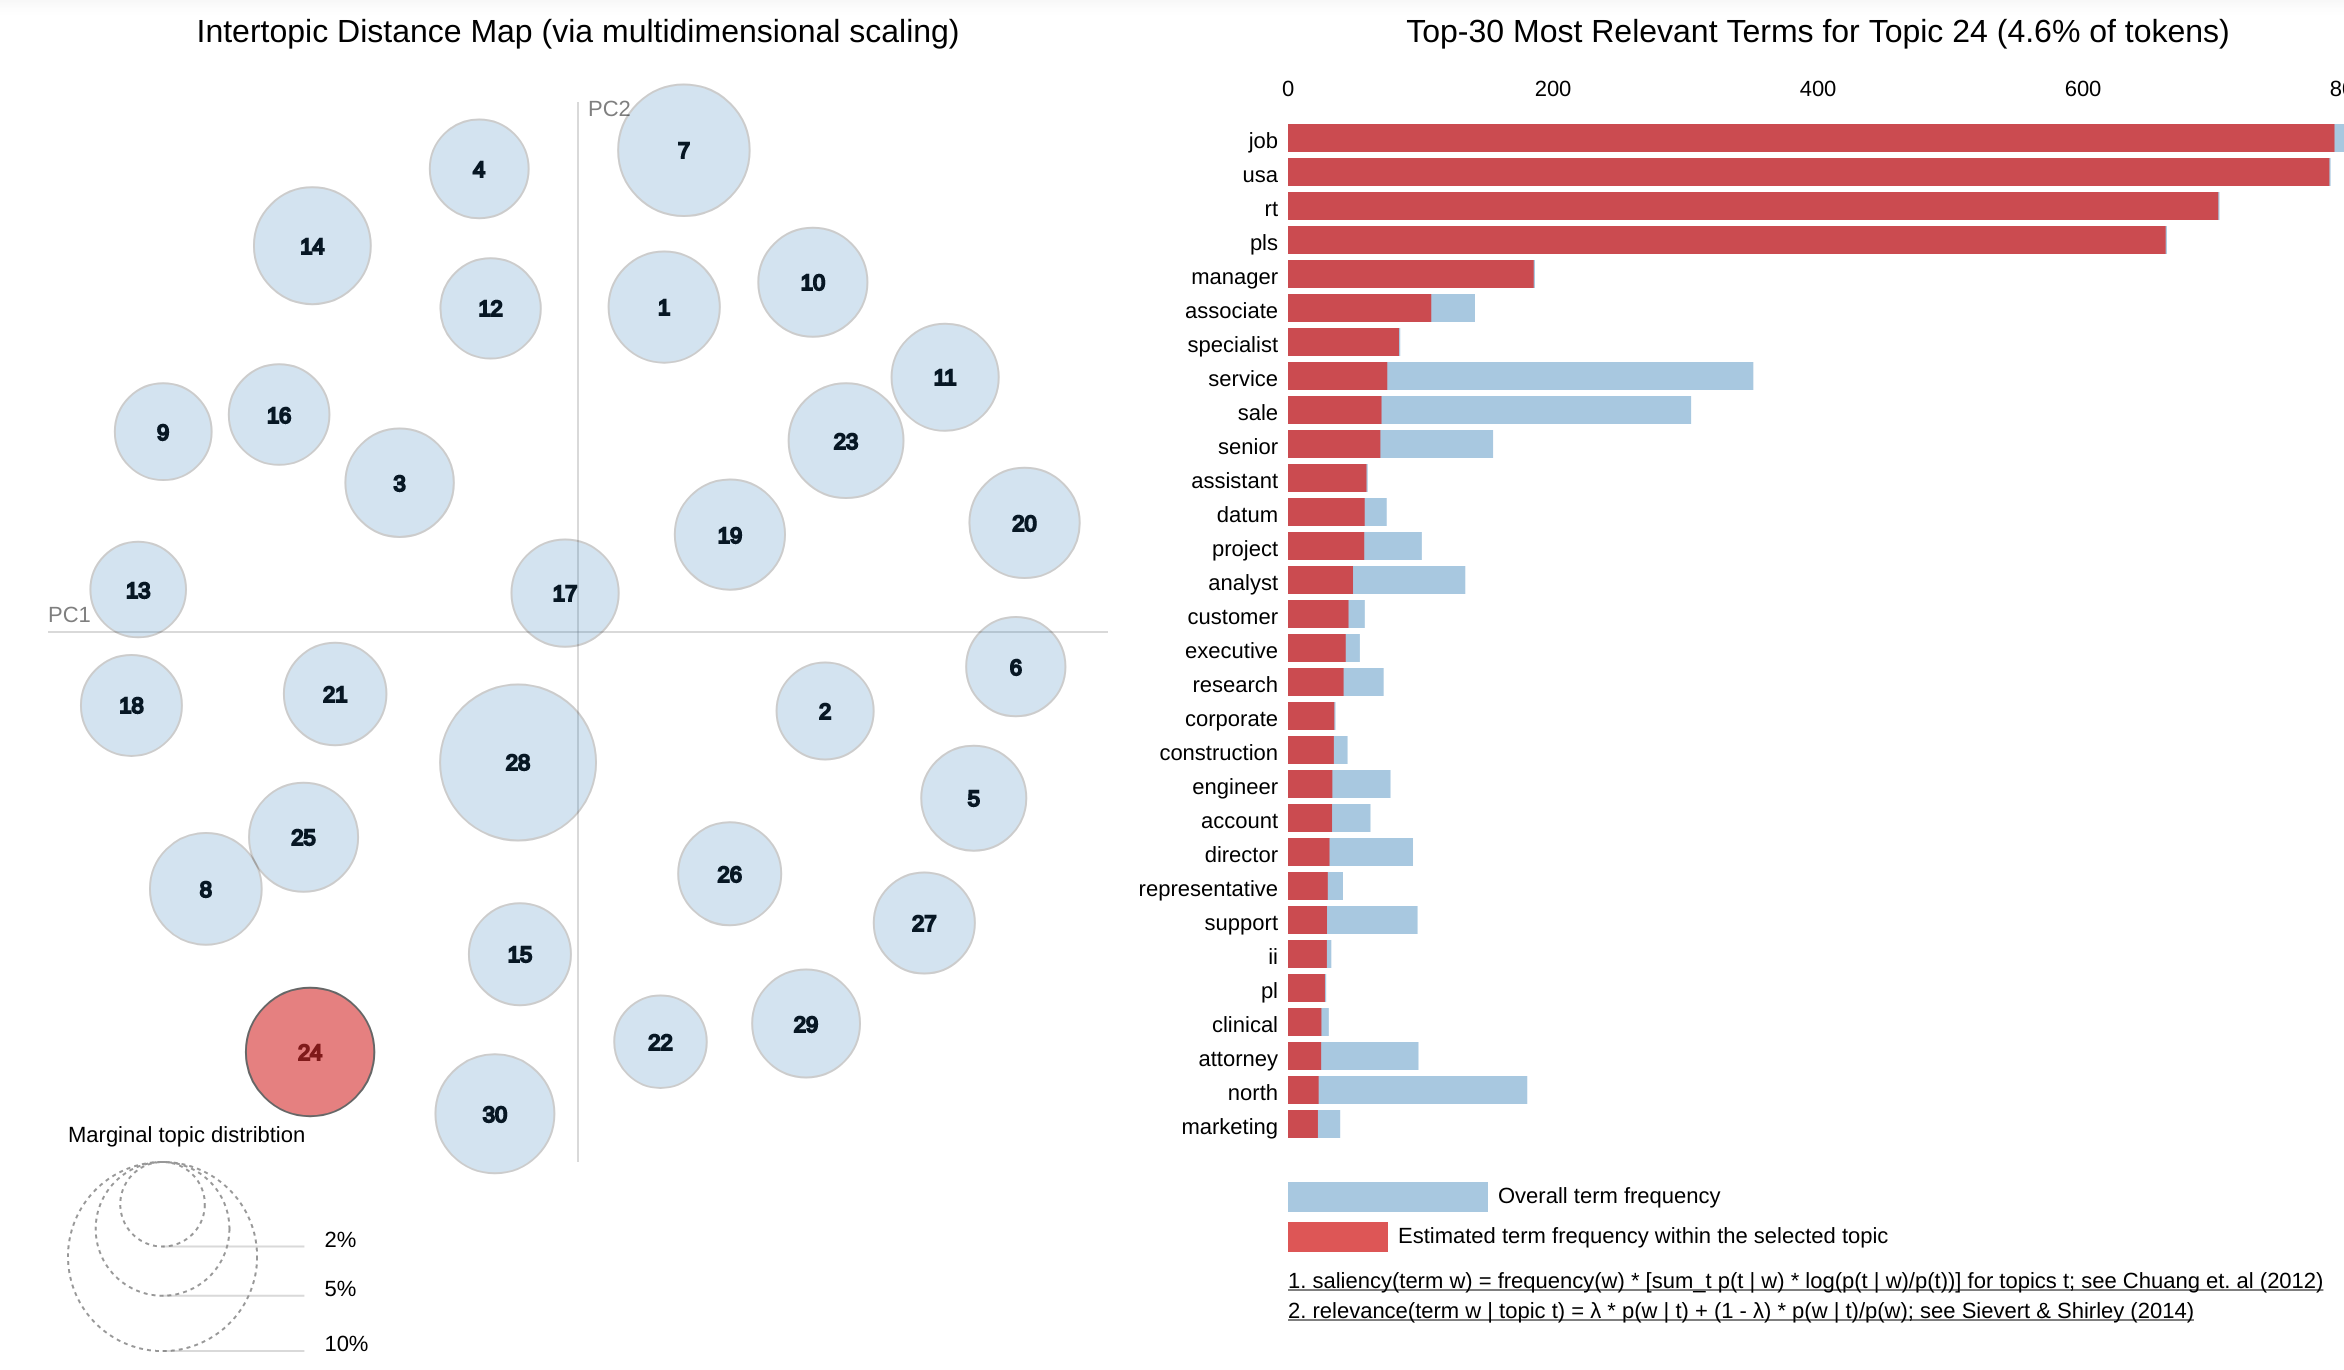 Intertopic Distance Map (via multidimensional scaling)
PC2
PC1
7
4
14
12
1
10
11
23
9
16
3
19
20
13
17
6
18
21
28
2
5
25
8
26
27
15
24
22
29
30
Marginal topic distribtion
2%
5%
10%
Top-30 Most Relevant Terms for Topic 24 (4.6% of tokens)
0 200 400 600
job
usa
rt
pls
manager
associate
specialist
service
sale
senior
assistant
datum
project
analyst
customer
executive
research
corporate
construction
engineer
account
director
representative
support
ii
pl
clinical
attorney
north
marketing
Overall term frequency
Estimated term frequency within the selected topic
1. saliency(term w) = frequency(w) * [sum_t p(t | w) * log(p(t | w)/p(t))] for topics t; see Chuang et. al (2012)
2. relevance(term w | topic t) = λ * p(w | t) + (1 - λ) * p(w | t)/p(w); see Sievert & Shirley (2014)